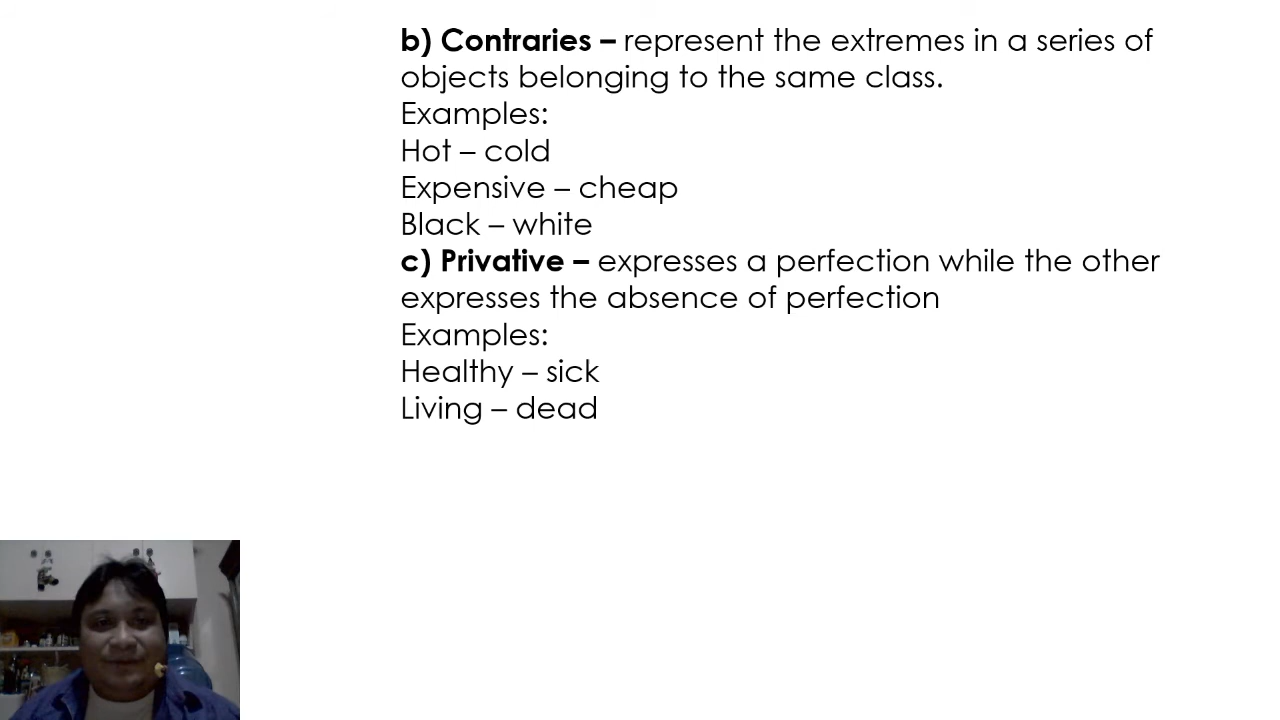 b) Contraries – represent the extremes in a series of
objects belonging to the same class.
Examples:
Hot – cold
Expensive – cheap
Black – white
c) Privative – expresses a perfection while the other
expresses the absence of perfection
Examples:
Healthy – sick
Living – dead